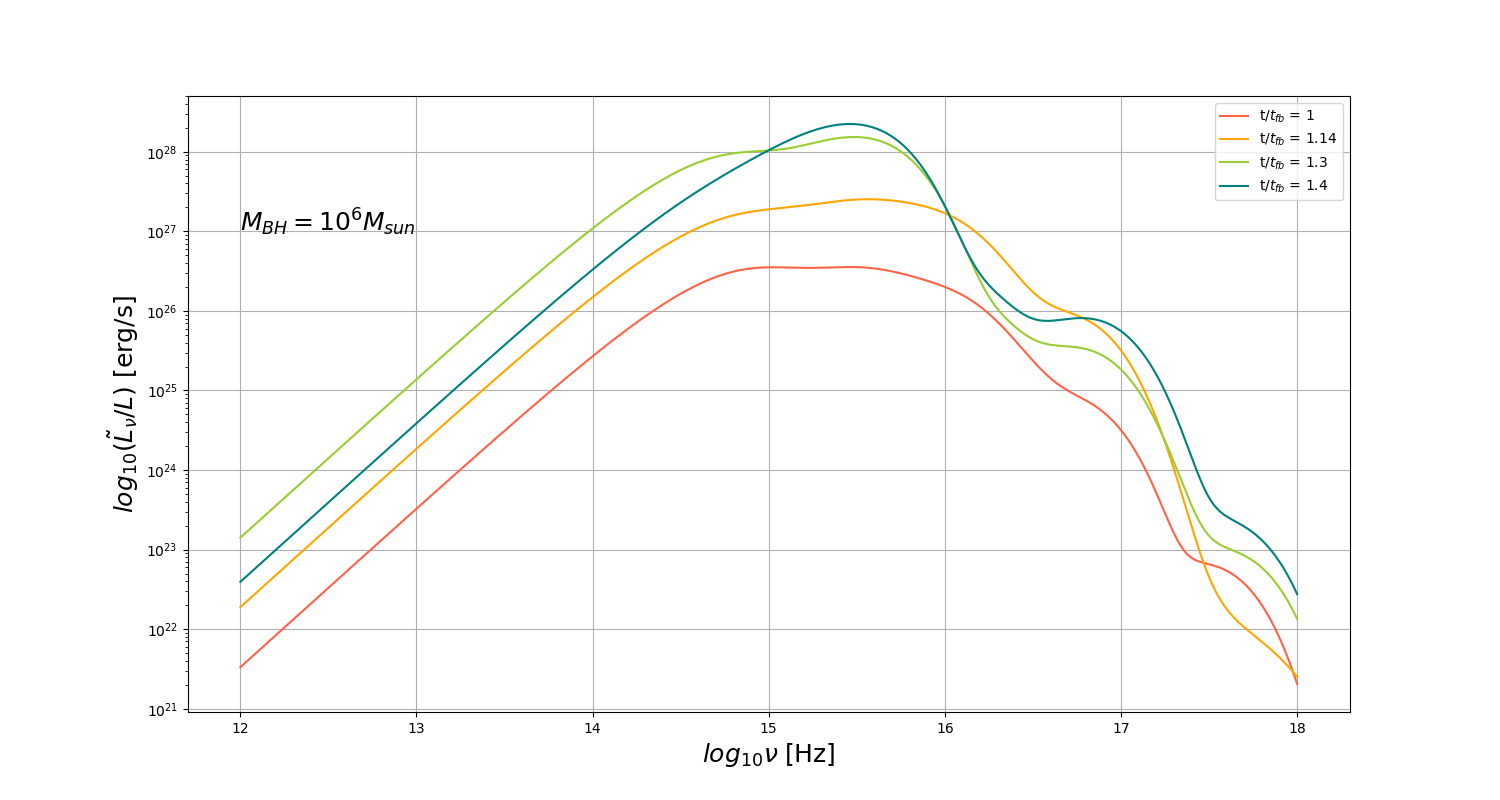 t/t_fb = 1
t/t_fb = 1.14
t/t_fb = 1.3
t/t_fb = 1.4
M_BH = 10^6 M_sun
log_10(L̃_ν/L) [erg/s]
10^28
10^27
10^26
10^25
10^24
10^23
10^22
10^21
12 13 14 15 16 17 18
log_10 ν [Hz]